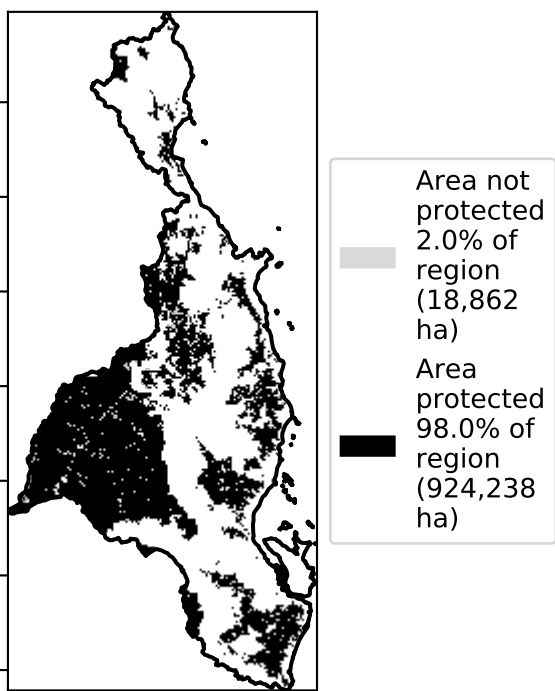 Area not
protected
2.0% of
region
(18,862
ha)
Area
protected
98.0% of
region
(924,238
ha)